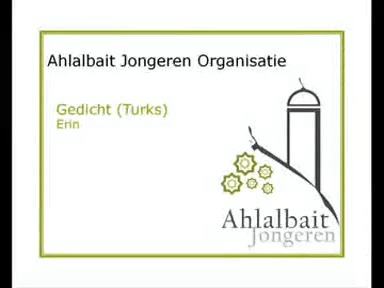 Ahlalbait Jongeren Organisatie
Gedicht (Turks)
Erin
Ahlalbait
Jongeren